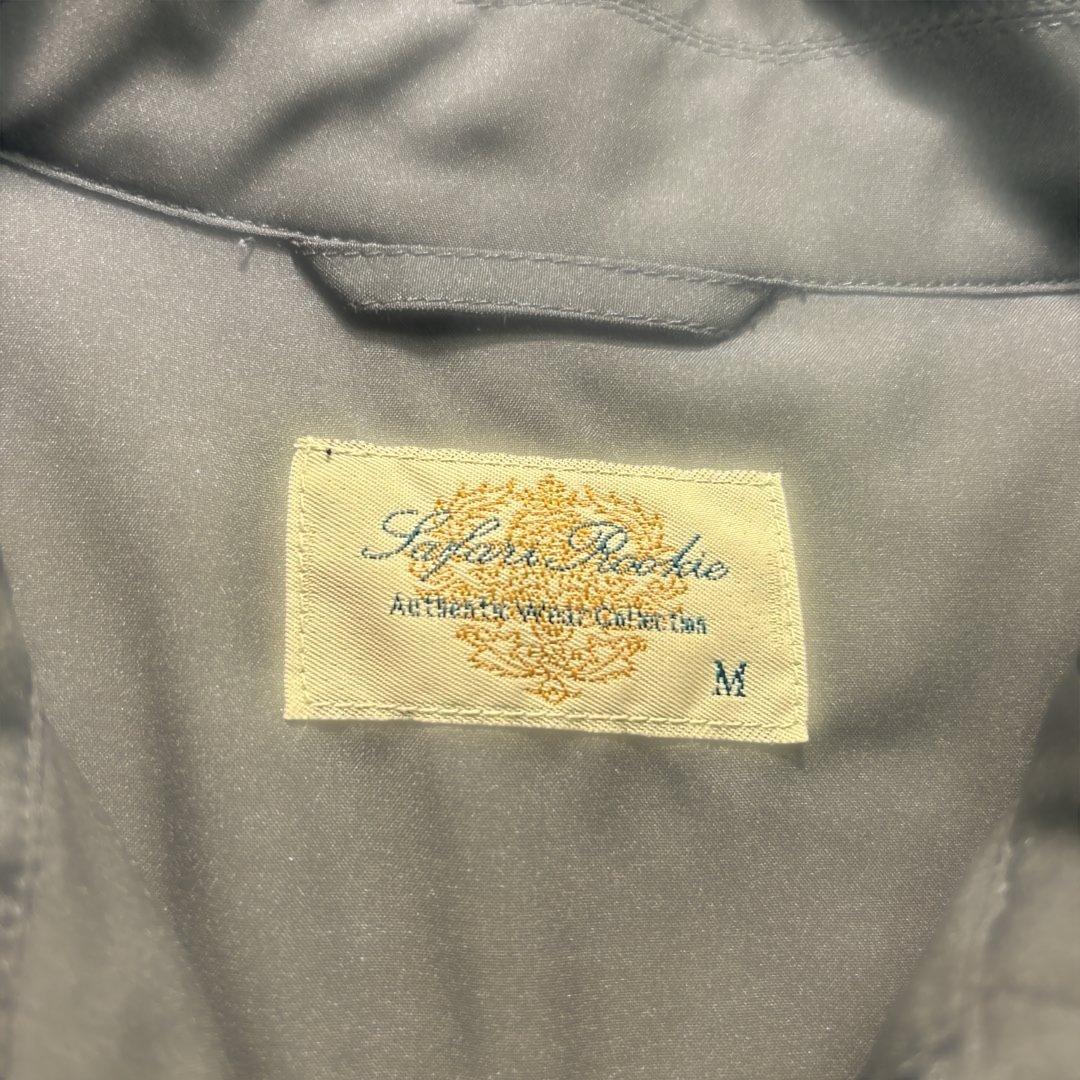 Safari Rookie
Authentic Wear Collection
M